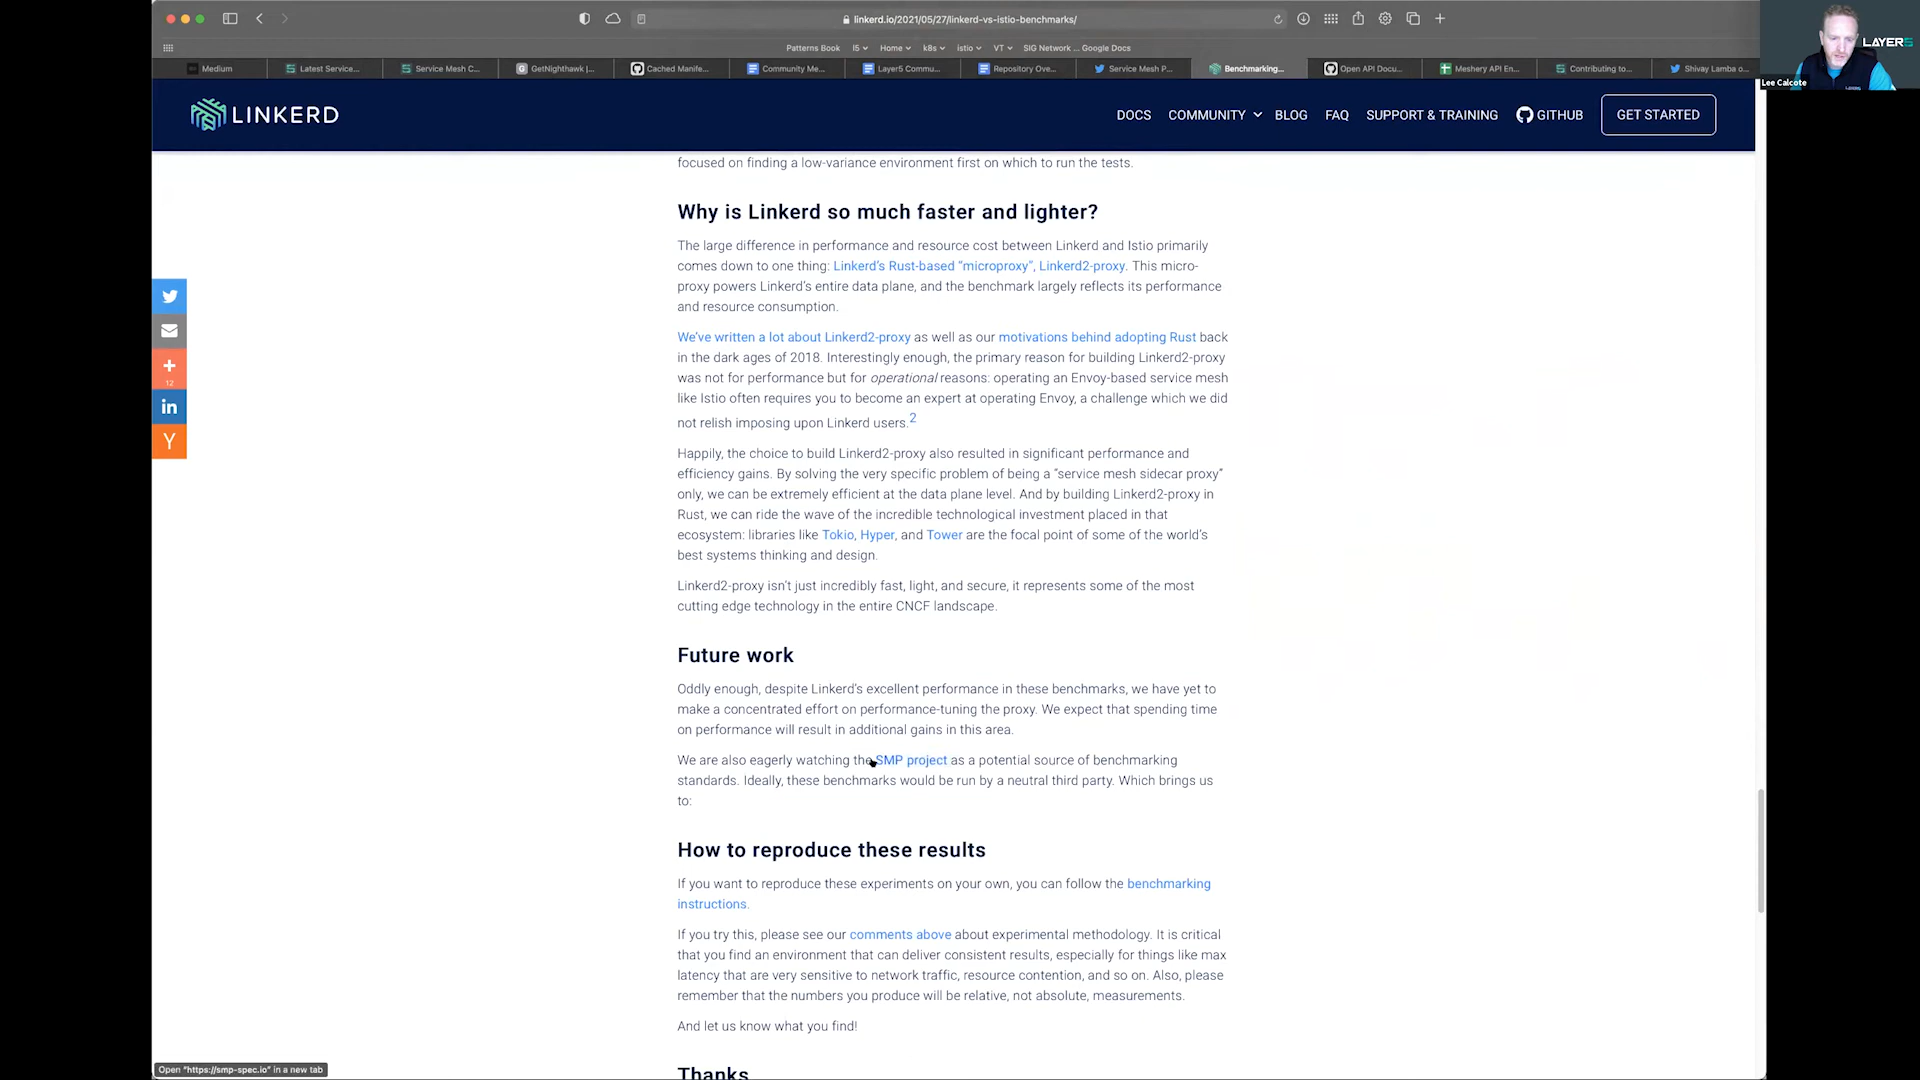 linkerd.io/2021/05/27/linkerd-vs-istio-benchmarks/
Patterns Book
l5
Home
k8s
istio
VT
SIG Network ... Google Docs
Medium
Latest Service...
Service Mesh C...
GetNighthawk |...
Cached Manife...
Community Me...
Layer5 Commu...
Repository Ove...
Service Mesh P...
Benchmarking...
Open API Docu...
Meshery API En...
Contributing to...
Shivay Lamba o...
LAYER5
Lee Calcote
LINKERD
DOCS
COMMUNITY
BLOG
FAQ
SUPPORT & TRAINING
GITHUB
GET STARTED
focused on finding a low-variance environment first on which to run the tests.
Why is Linkerd so much faster and lighter?
The large difference in performance and resource cost between Linkerd and Istio primarily
comes down to one thing: Linkerd's Rust-based “microproxy”, Linkerd2-proxy. This micro-
proxy powers Linkerd's entire data plane, and the benchmark largely reflects its performance
and resource consumption.
We've written a lot about Linkerd2-proxy as well as our motivations behind adopting Rust back
in the dark ages of 2018. Interestingly enough, the primary reason for building Linkerd2-proxy
was not for performance but for operational reasons: operating an Envoy-based service mesh
like Istio often requires you to become an expert at operating Envoy, a challenge which we did
not relish imposing upon Linkerd users.2
Happily, the choice to build Linkerd2-proxy also resulted in significant performance and
efficiency gains. By solving the very specific problem of being a “service mesh sidecar proxy”
only, we can be extremely efficient at the data plane level. And by building Linkerd2-proxy in
Rust, we can ride the wave of the incredible technological investment placed in that
ecosystem: libraries like Tokio, Hyper, and Tower are the focal point of some of the world's
best systems thinking and design.
Linkerd2-proxy isn't just incredibly fast, light, and secure, it represents some of the most
cutting edge technology in the entire CNCF landscape.
12
in
Y
Future work
Oddly enough, despite Linkerd's excellent performance in these benchmarks, we have yet to
make a concentrated effort on performance-tuning the proxy. We expect that spending time
on performance will result in additional gains in this area.
We are also eagerly watching the SMP project as a potential source of benchmarking
standards. Ideally, these benchmarks would be run by a neutral third party. Which brings us
to:
How to reproduce these results
If you want to reproduce these experiments on your own, you can follow the benchmarking
instructions.
If you try this, please see our comments above about experimental methodology. It is critical
that you find an environment that can deliver consistent results, especially for things like max
latency that are very sensitive to network traffic, resource contention, and so on. Also, please
remember that the numbers you produce will be relative, not absolute, measurements.
And let us know what you find!
Thanks
Open “https://smp-spec.io” in a new tab